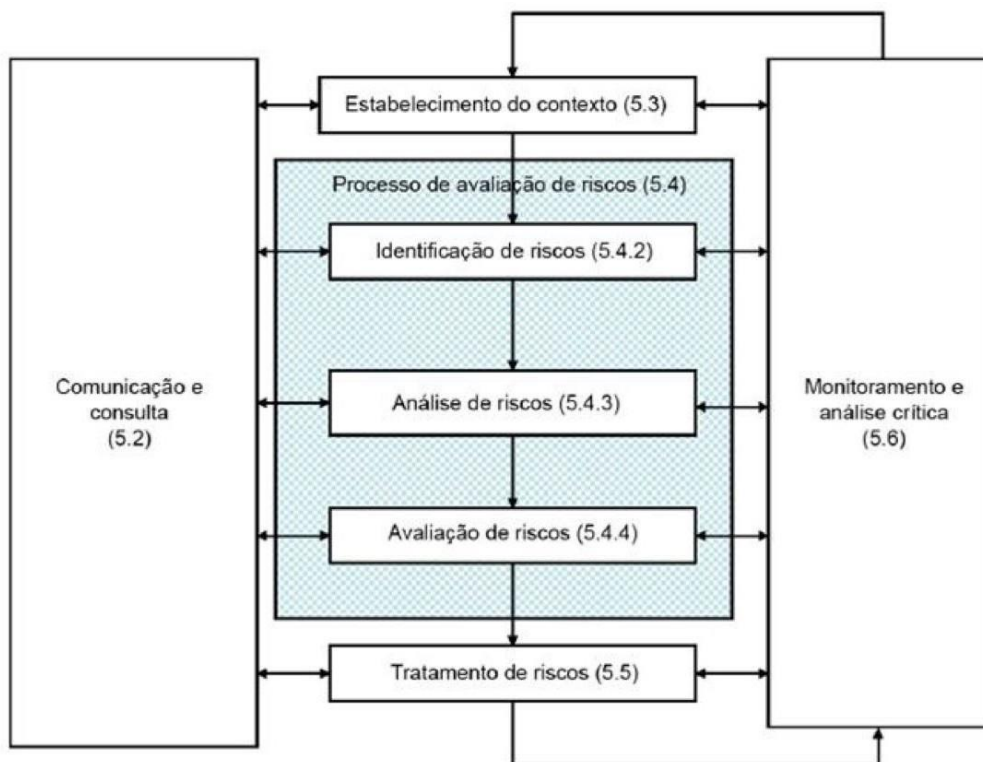 Estabelecimento do contexto (5.3)
Processo de avaliação de riscos (5.4)
Identificação de riscos (5.4.2)
Comunicação e
consulta
(5.2)
Análise de riscos (5.4.3)
Monitoramento e
análise crítica
(5.6)
Avaliação de riscos (5.4.4)
Tratamento de riscos (5.5)